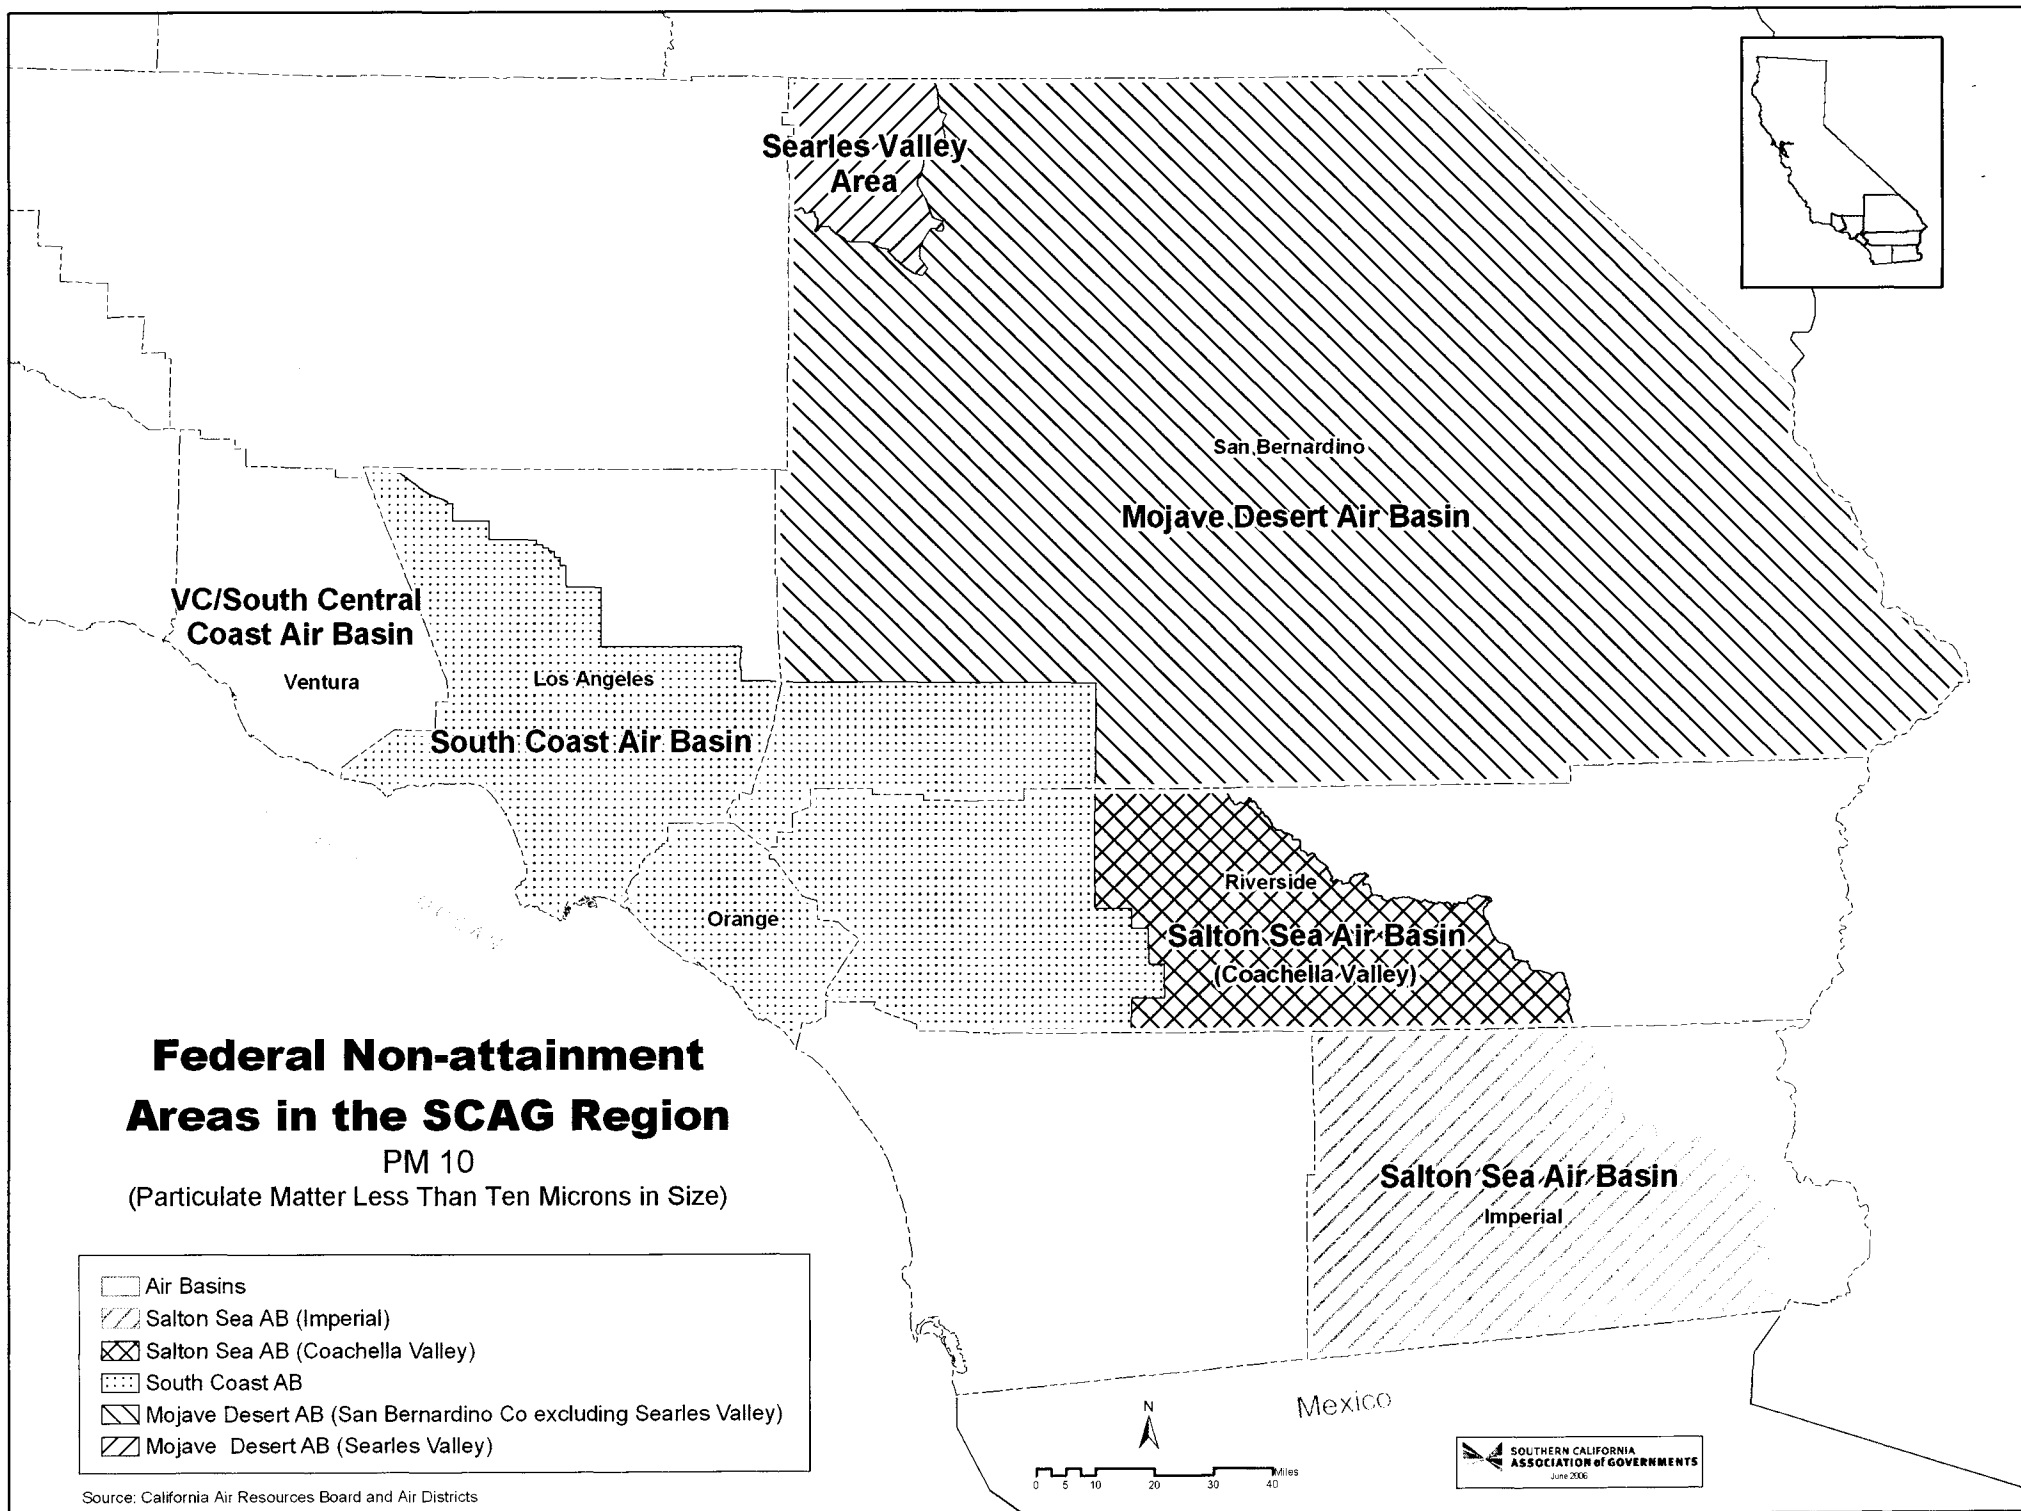 Searles Valley
Area
San Bernardino
Mojave Desert Air Basin
VC/South Central
Coast Air Basin
Ventura
Los Angeles
South Coast Air Basin
Orange
Riverside
Salton Sea Air Basin
(Coachella Valley)
Salton Sea Air Basin
Imperial
Federal Non-attainment
Areas in the SCAG Region
PM 10
(Particulate Matter Less Than Ten Microns in Size)
Air Basins
Salton Sea AB (Imperial)
Salton Sea AB (Coachella Valley)
South Coast AB
Mojave Desert AB (San Bernardino Co excluding Searles Valley)
Mojave Desert AB (Searles Valley)
Source: California Air Resources Board and Air Districts
Mexico
N
Miles
0 5 10 20 30 40
SOUTHERN CALIFORNIA
ASSOCIATION of GOVERNMENTS
June 2006